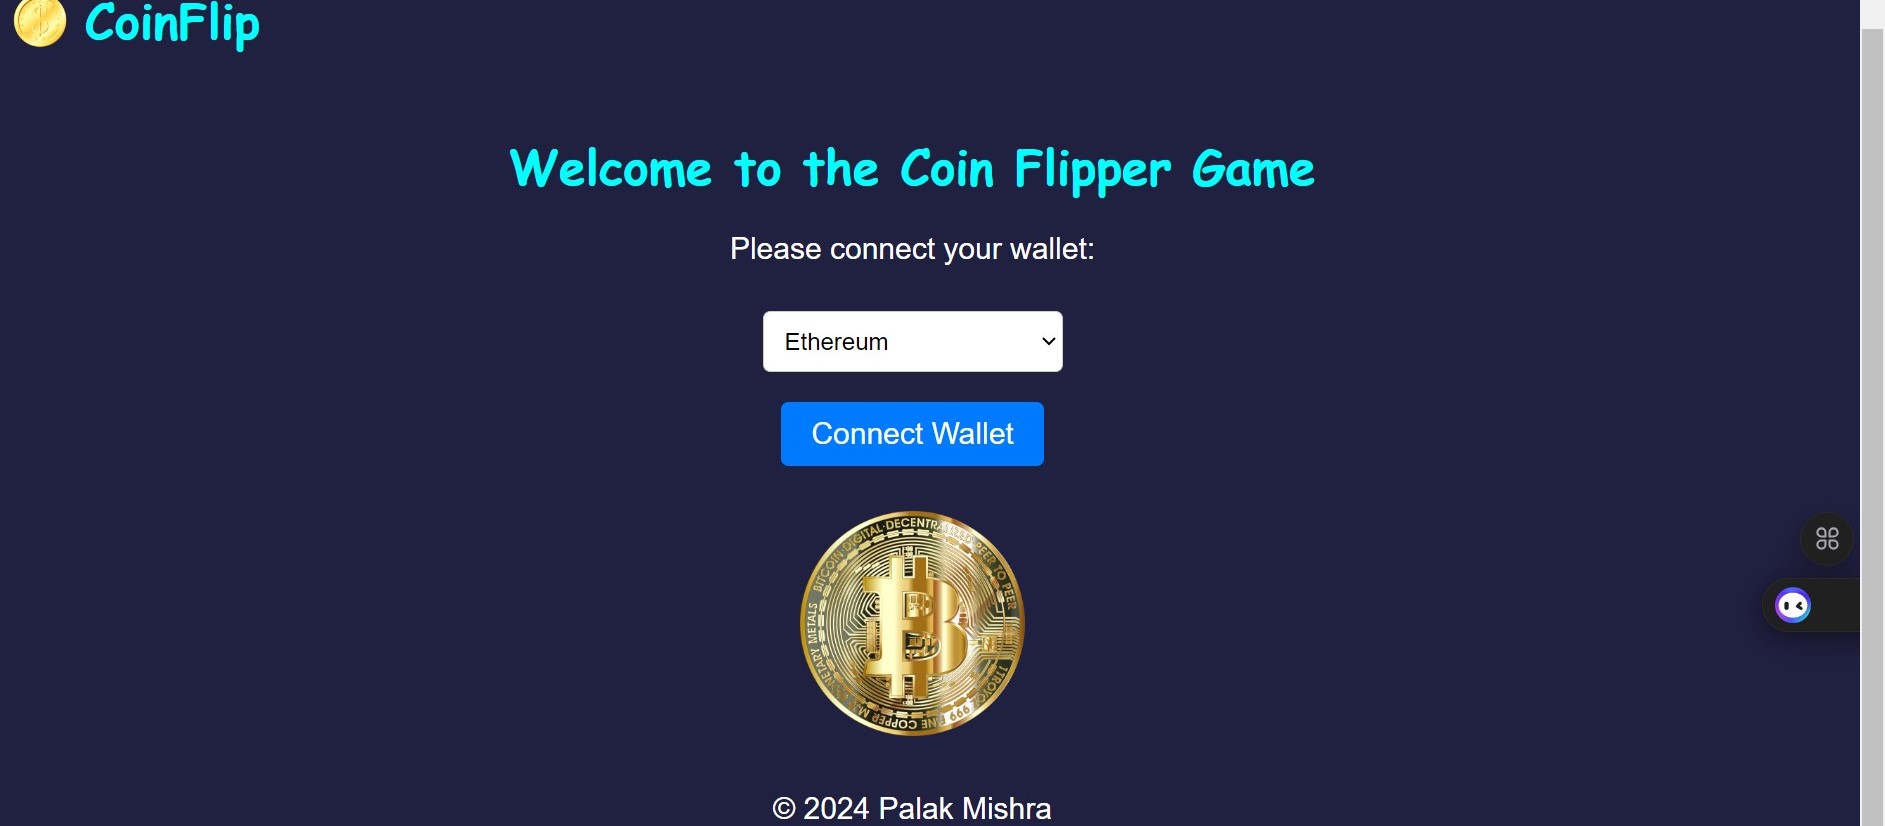 CoinFlip
Welcome to the Coin Flipper Game
Please connect your wallet:
Ethereum
Connect Wallet
BITCOIN·DIGITAL·DECENTRALIZED PEER TO PEER
999 FINE COPPER
METALS
© 2024 Palak Mishra